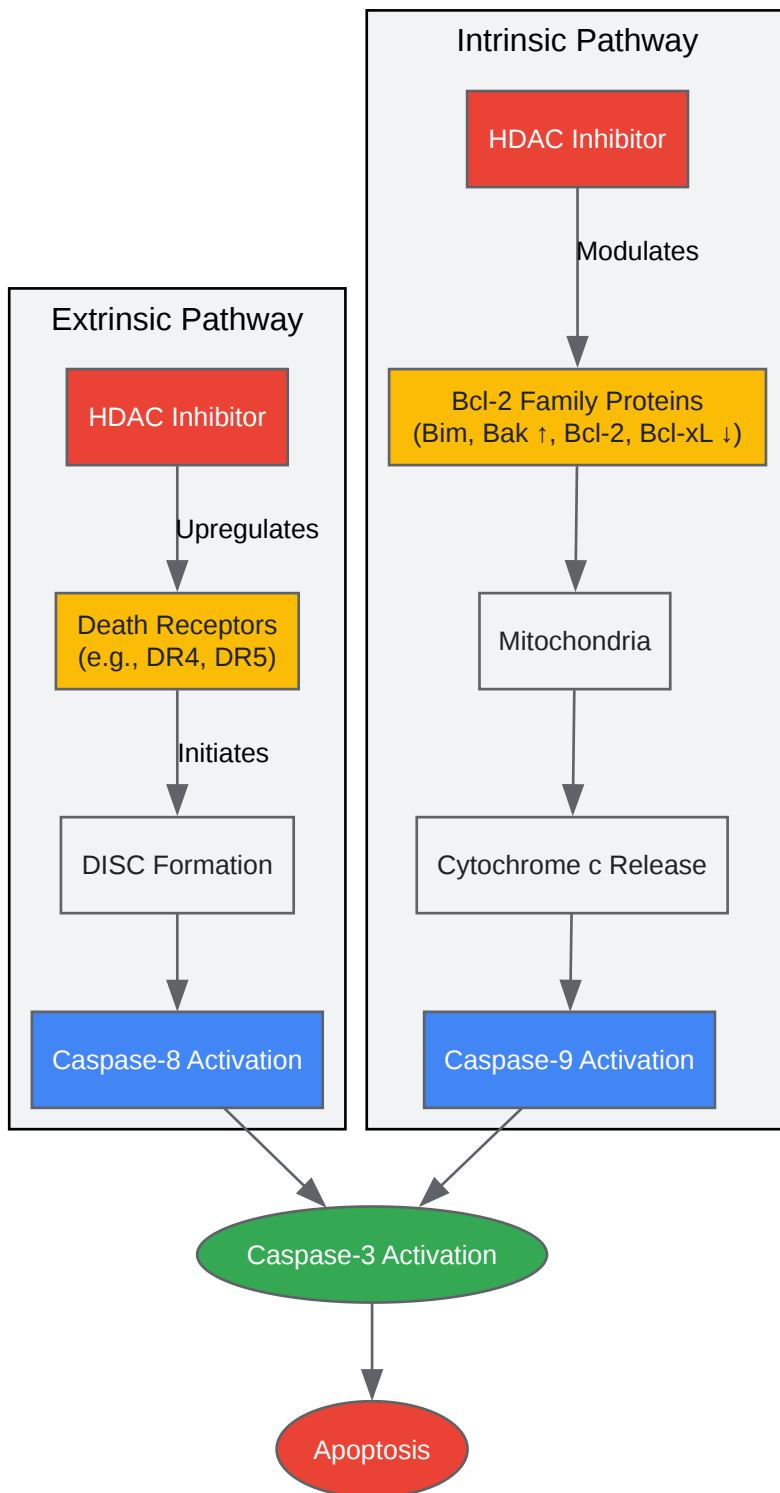 Intrinsic Pathway
HDAC Inhibitor
Modulates
Bcl-2 Family Proteins
(Bim, Bak ↑, Bcl-2, Bcl-xL ↓)
Mitochondria
Cytochrome c Release
Caspase-9 Activation
Extrinsic Pathway
HDAC Inhibitor
Upregulates
Death Receptors
(e.g., DR4, DR5)
Initiates
DISC Formation
Caspase-8 Activation
Caspase-3 Activation
Apoptosis